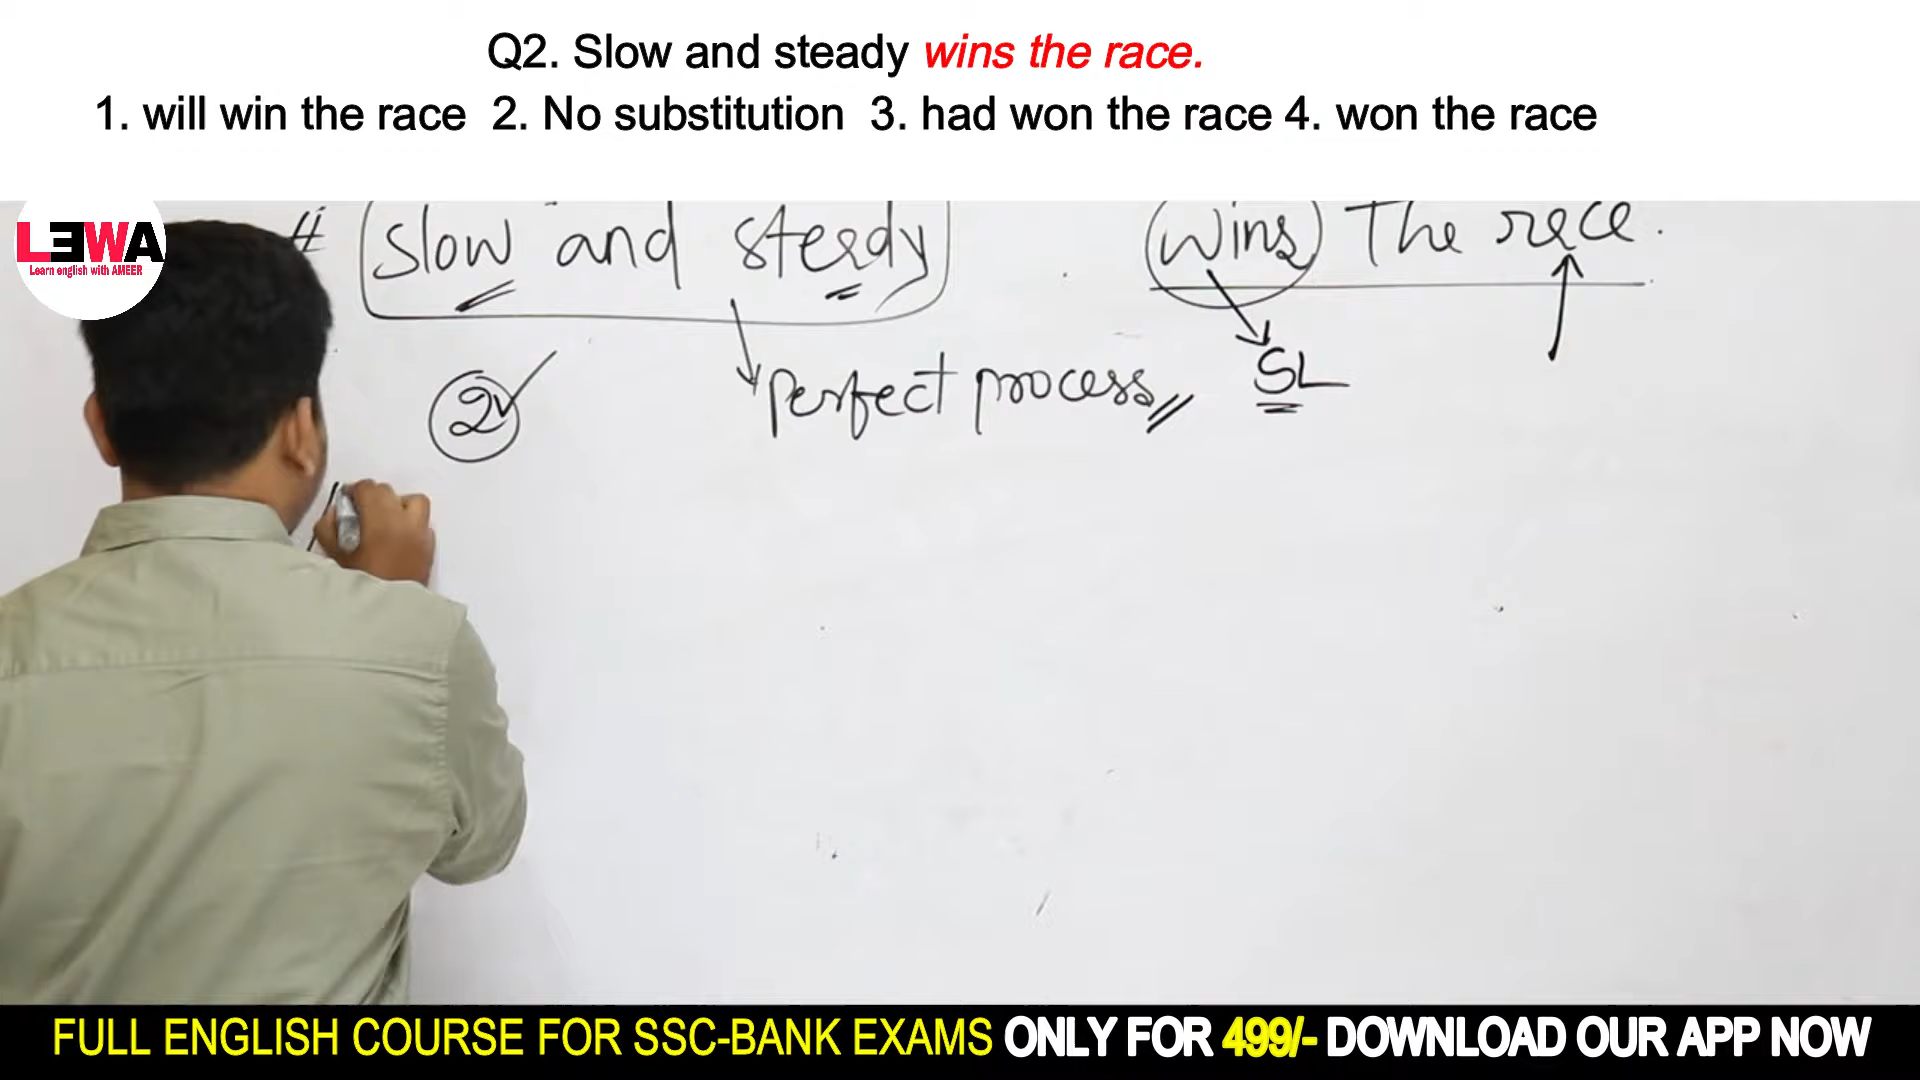 Q2. Slow and steady wins the race.
1. will win the race 2. No substitution 3. had won the race 4. won the race
LEWA
Learn english with AMEER
# slow and steady wins The race.
2 Perfect process SL
FULL ENGLISH COURSE FOR SSC-BANK EXAMS ONLY FOR 499/- DOWNLOAD OUR APP NOW